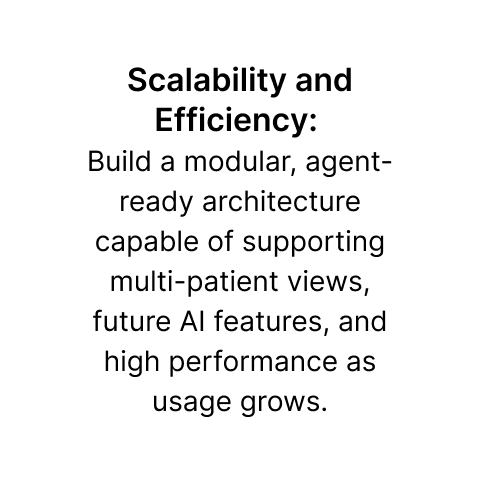 Scalability and
Efficiency:
Build a modular, agent-
ready architecture
capable of supporting
multi-patient views,
future AI features, and
high performance as
usage grows.